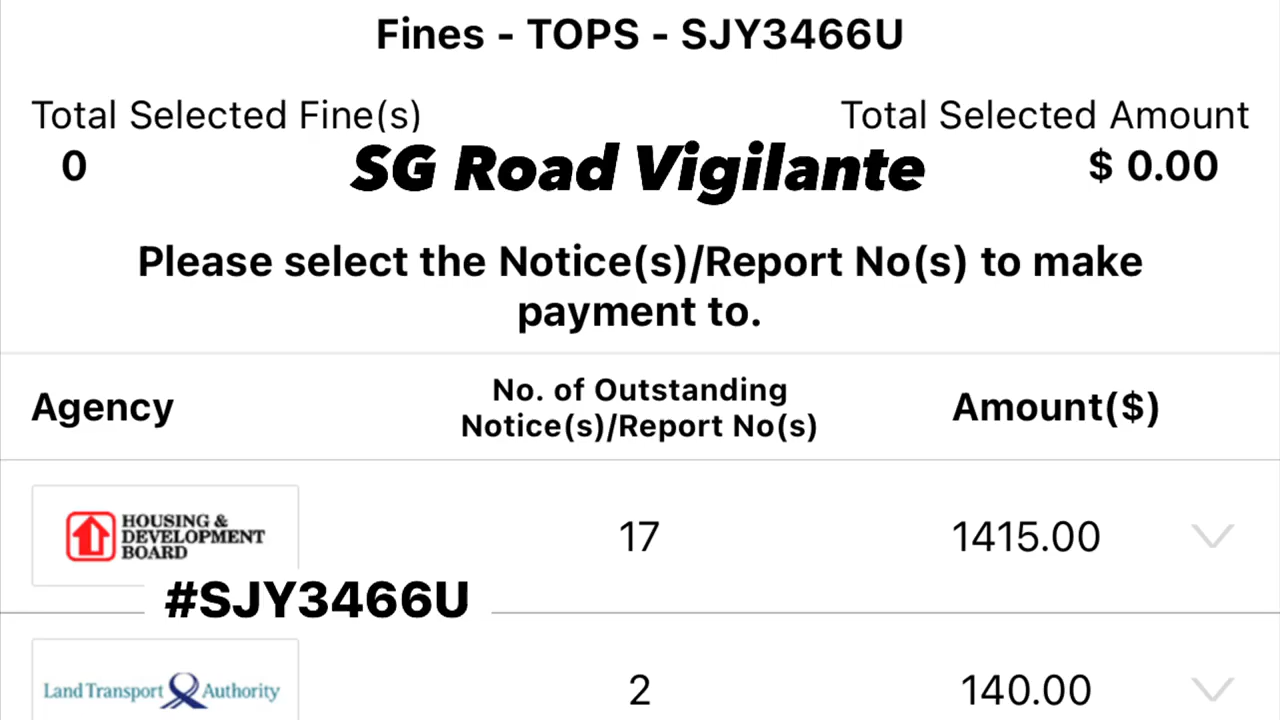 Fines - TOPS - SJY3466U
Total Selected Fine(s)
Total Selected Amount
0
SG Road Vigilante
$ 0.00
Please select the Notice(s)/Report No(s) to make
payment to.
Agency
No. of Outstanding
Notice(s)/Report No(s)
Amount($)
HOUSING &
DEVELOPMENT
BOARD
17
1415.00
#SJY3466U
Land Transport Authority
2
140.00